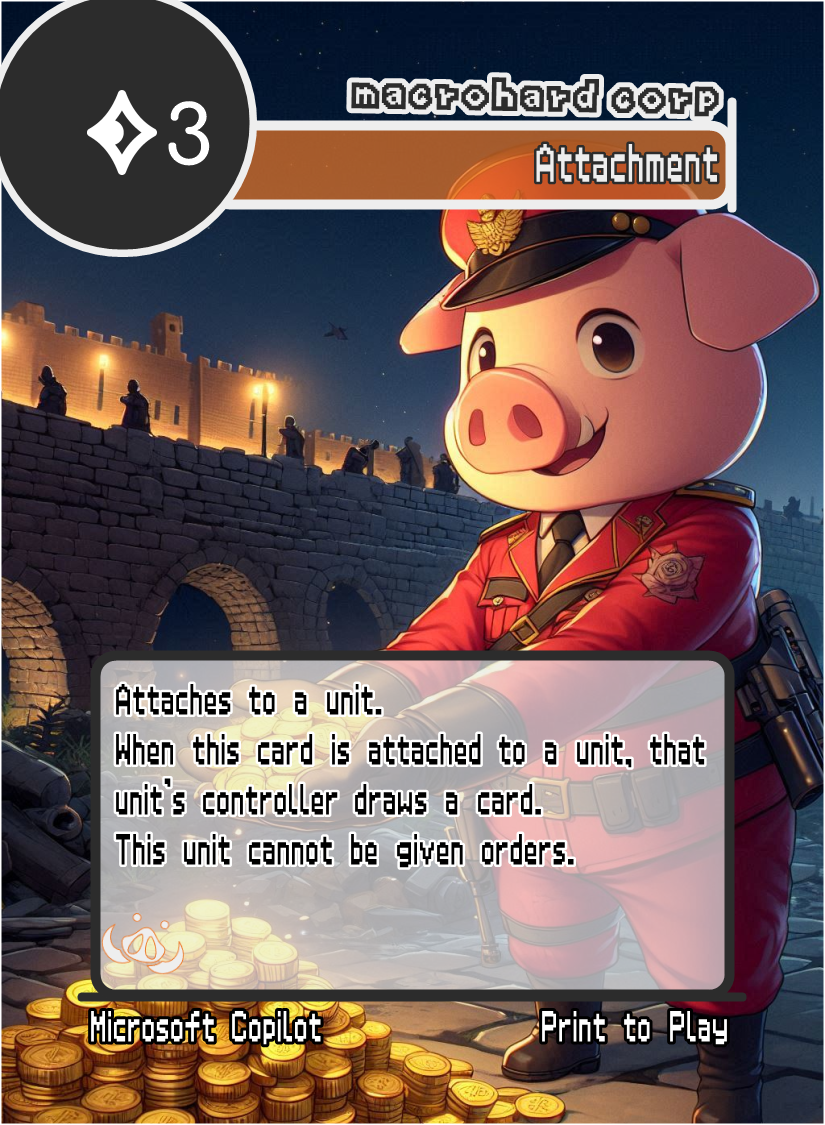 3
macrohard corp
Attachment
Attaches to a unit.
When this card is attached to a unit, that
unit's controller draws a card.
This unit cannot be given orders.
Microsoft Copilot
Print to Play